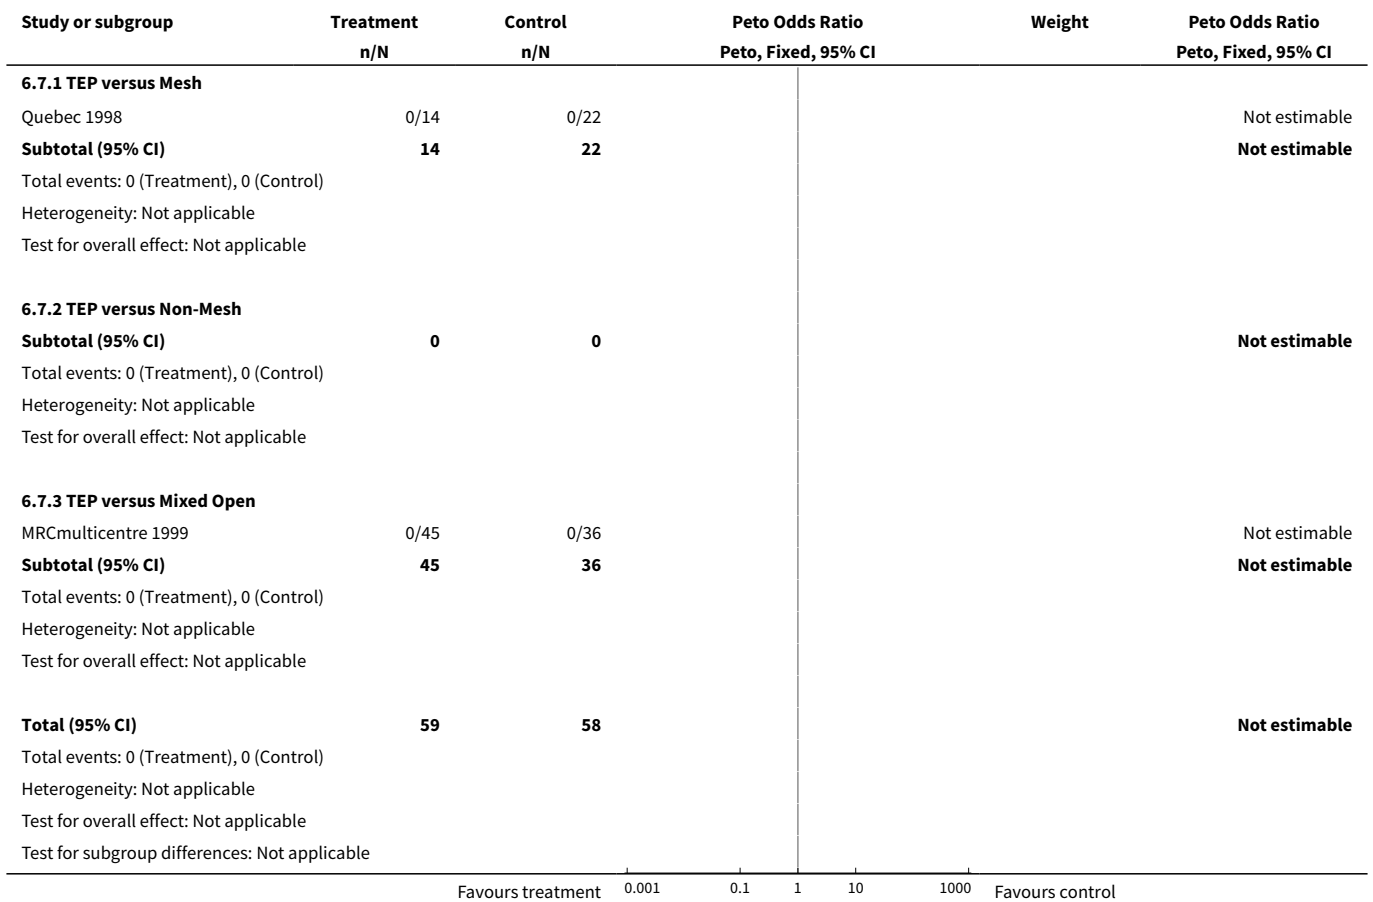 Study or subgroup Treatment Control Peto Odds Ratio Weight Peto Odds Ratio
n/N n/N Peto, Fixed, 95% CI Peto, Fixed, 95% CI
6.7.1 TEP versus Mesh
Quebec 1998 0/14 0/22 Not estimable
Subtotal (95% CI) 14 22 Not estimable
Total events: 0 (Treatment), 0 (Control)
Heterogeneity: Not applicable
Test for overall effect: Not applicable
6.7.2 TEP versus Non-Mesh
Subtotal (95% CI) 0 0 Not estimable
Total events: 0 (Treatment), 0 (Control)
Heterogeneity: Not applicable
Test for overall effect: Not applicable
6.7.3 TEP versus Mixed Open
MRCmulticentre 1999 0/45 0/36 Not estimable
Subtotal (95% CI) 45 36 Not estimable
Total events: 0 (Treatment), 0 (Control)
Heterogeneity: Not applicable
Test for overall effect: Not applicable
Total (95% CI) 59 58 Not estimable
Total events: 0 (Treatment), 0 (Control)
Heterogeneity: Not applicable
Test for overall effect: Not applicable
Test for subgroup differences: Not applicable
Favours treatment 0.001 0.1 1 10 1000 Favours control